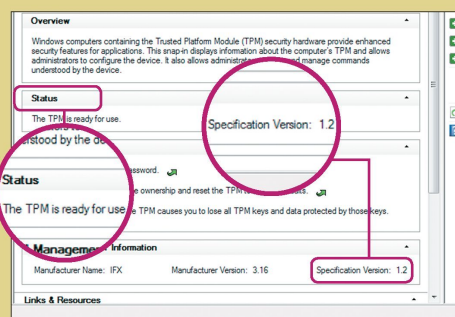 Overview
Windows computers containing the Trusted Platform Module (TPM) security hardware provide enhanced
security features for applications. This snap-in displays information about the computer's TPM and allows
administrators to configure the device. It also allows and manage commands
understood by the device.
Status
The TPM is ready for use.
Specification Version: 1.2
understood by the
Status
The TPM is ready for use
ownership and reset the TPM
TPM causes you to lose all TPM keys and data protected by those keys.
Management Information
Manufacturer Name: IFX Manufacturer Version: 3.16 Specification Version: 1.2
Links & Resources